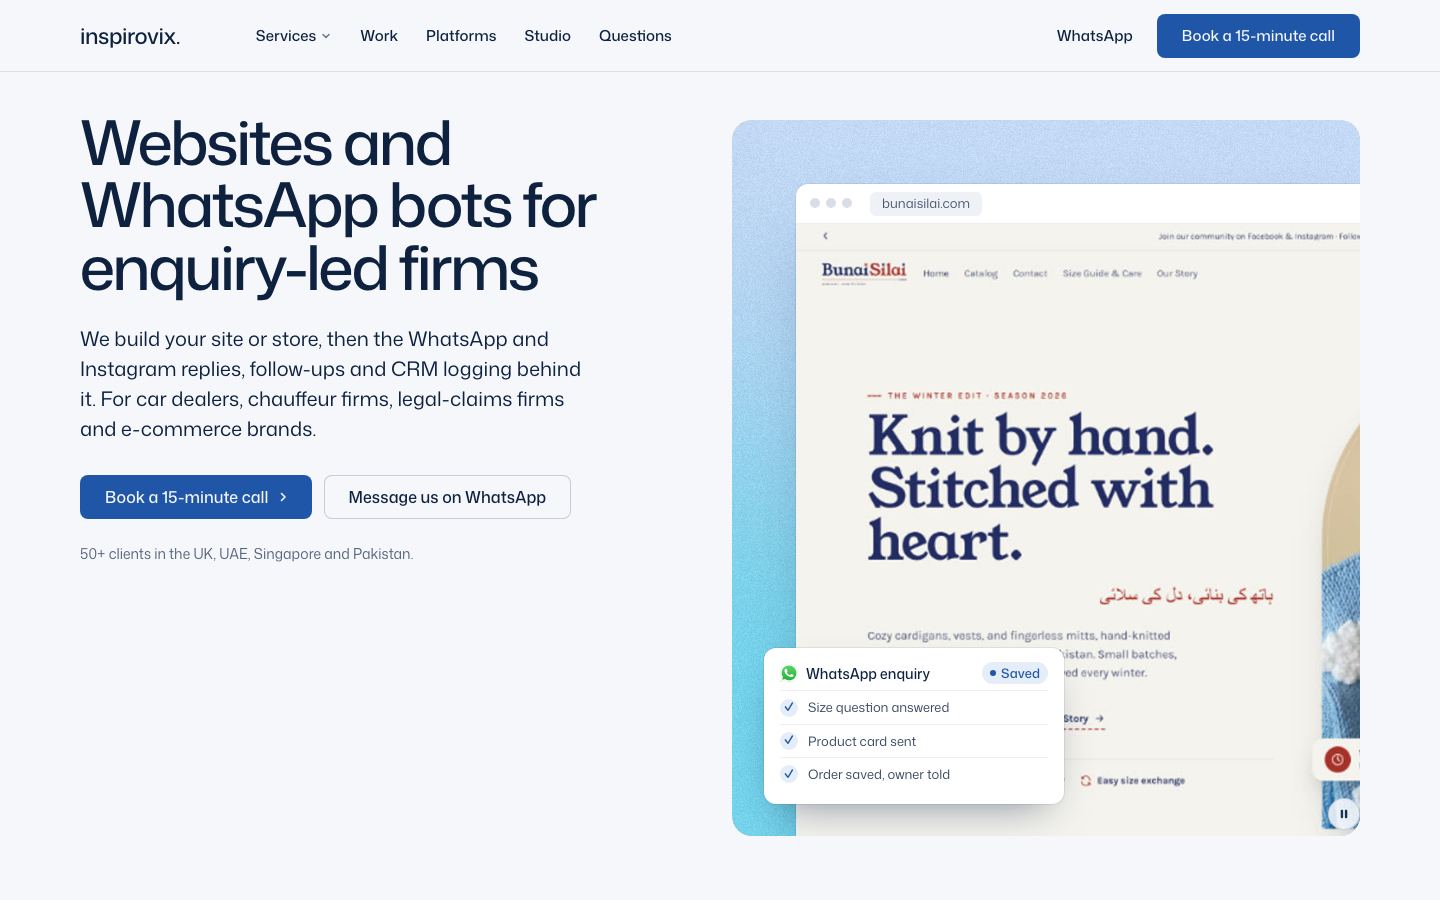 inspirovix.
Services
Work
Platforms
Studio
Questions
WhatsApp
Book a 15-minute call
Websites and
WhatsApp bots for
enquiry-led firms
We build your site or store, then the WhatsApp and
Instagram replies, follow-ups and CRM logging behind
it. For car dealers, chauffeur firms, legal-claims firms
and e-commerce brands.
Book a 15-minute call
Message us on WhatsApp
50+ clients in the UK, UAE, Singapore and Pakistan.
bunaisilai.com
Join our community on Facebook & Instagram · Follow
BunaiSilai
Home
Catalog
Contact
Size Guide & Care
Our Story
THE WINTER EDIT · SEASON 2026
Knit by hand.
Stitched with
heart.
ہاتھ کی بنائی، دل کی سلائی
Cozy cardigans, vests, and fingerless mitts, hand-knitted
Small batches,
every winter.
Story →
Easy size exchange
WhatsApp enquiry
Saved
Size question answered
Product card sent
Order saved, owner told